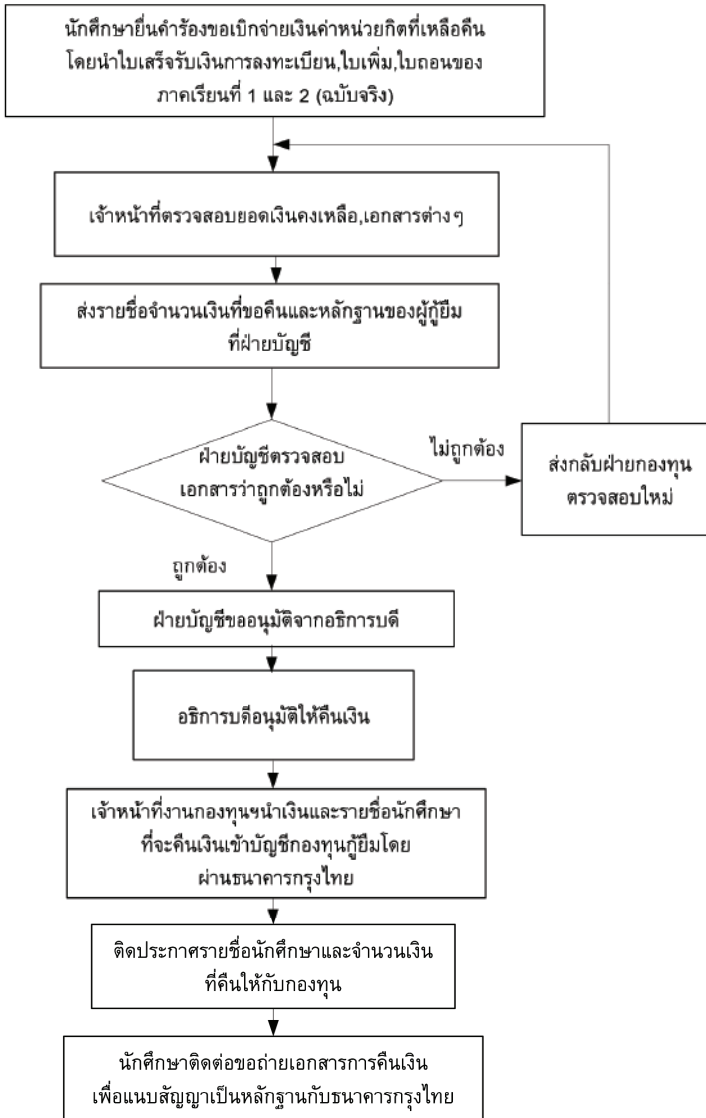 นักศึกษายื่นคำร้องขอเบิกจ่ายเงินค่าหน่วยกิตที่เหลือคืน
โดยนำใบเสร็จรับเงินการลงทะเบียน,ใบเพิ่ม,ใบถอนของ
ภาคเรียนที่ 1 และ 2 (ฉบับจริง)
เจ้าหน้าที่ตรวจสอบยอดเงินคงเหลือ,เอกสารต่างๆ
ส่งรายชื่อจำนวนเงินที่ขอคืนและหลักฐานของผู้กู้ยืม
ที่ฝ่ายบัญชี
ฝ่ายบัญชีตรวจสอบ
เอกสารว่าถูกต้องหรือไม่
ไม่ถูกต้อง
ส่งกลับฝ่ายกองทุน
ตรวจสอบใหม่
ถูกต้อง
ฝ่ายบัญชีขออนุมัติจากอธิการบดี
อธิการบดีอนุมัติให้คืนเงิน
เจ้าหน้าที่งานกองทุนฯนำเงินและรายชื่อนักศึกษา
ที่จะคืนเงินเข้าบัญชีกองทุนกู้ยืมโดย
ผ่านธนาคารกรุงไทย
ติดประกาศรายชื่อนักศึกษาและจำนวนเงิน
ที่คืนให้กับกองทุน
นักศึกษาติดต่อขอถ่ายเอกสารการคืนเงิน
เพื่อแนบสัญญาเป็นหลักฐานกับธนาคารกรุงไทย